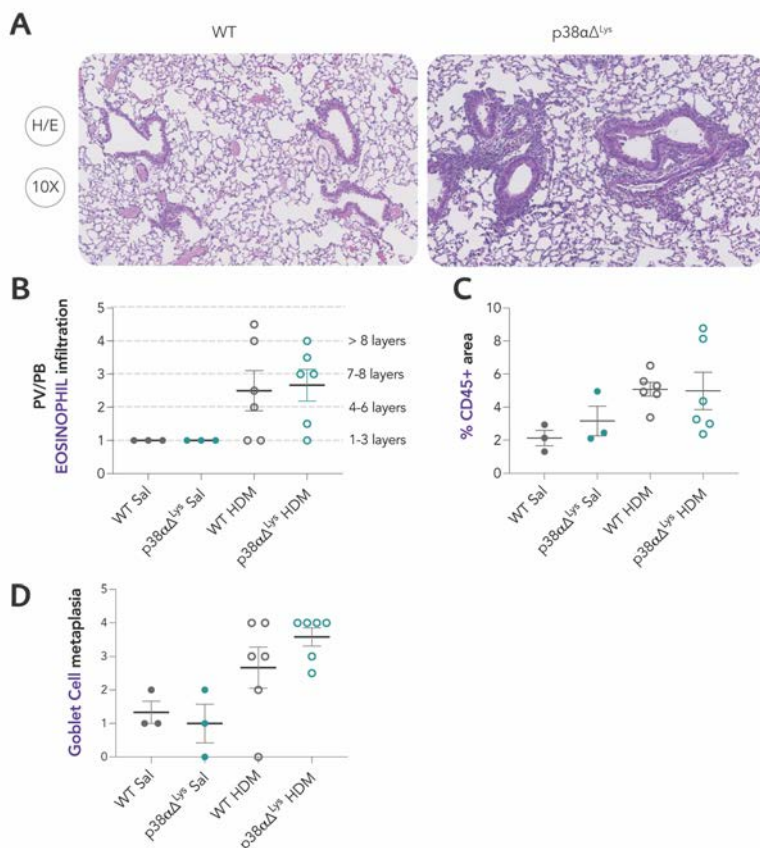 A
WT
p38αΔLys
H/E
10X
B
PV/PB
EOSINOPHIL infiltration
5
4
3
2
1
0
> 8 layers
7-8 layers
4-6 layers
1-3 layers
WT Sal
p38αΔLys Sal
WT HDM
p38αΔLys HDM
C
% CD45+ area
10
8
6
4
2
0
WT Sal
p38αΔLys Sal
WT HDM
p38αΔLys HDM
D
Goblet Cell metaplasia
5
4
3
2
1
0
WT Sal
p38αΔLys Sal
WT HDM
p38αΔLys HDM